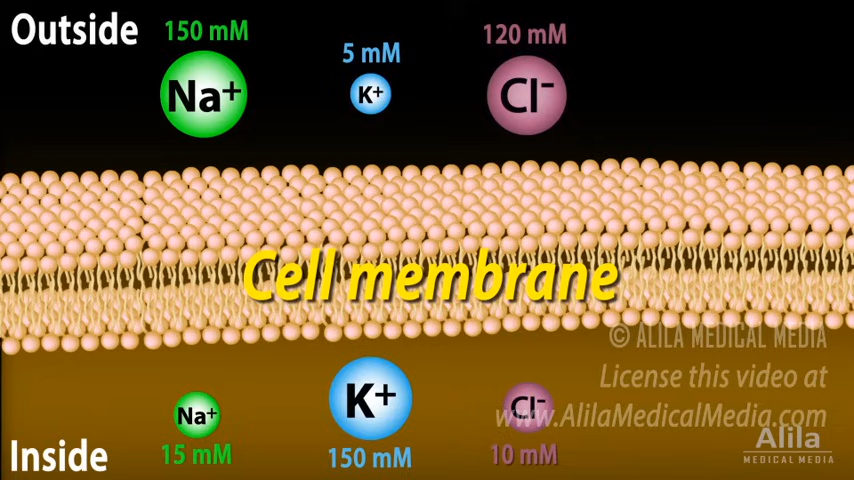 Outside
150 mM
5 mM
120 mM
Na+
K+
Cl-
Cell membrane
© ALILA MEDICAL MEDIA
License this video at
www.AlilaMedicalMedia.com
Na+
K+
Cl-
Inside
15 mM
150 mM
10 mM
Alila
MEDICAL MEDIA